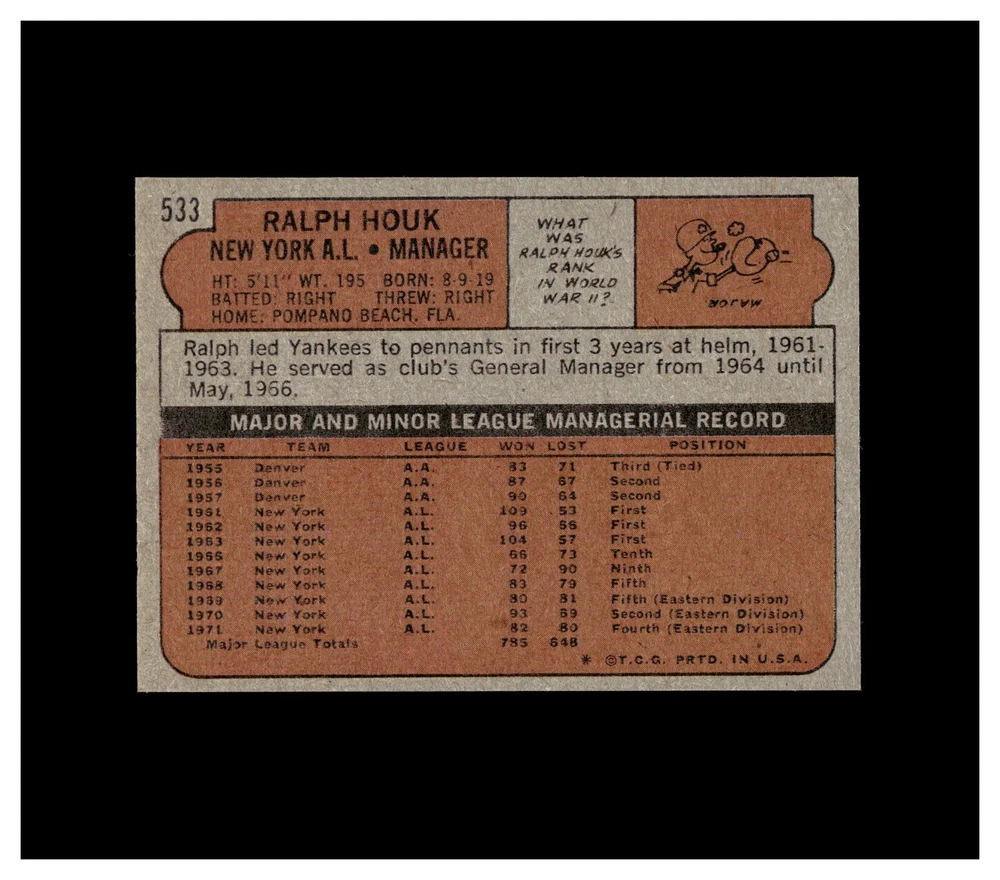 533
RALPH HOUK
NEW YORK A.L. • MANAGER
HT: 5'11" WT. 195 BORN: 8-9-19
BATTED: RIGHT THREW: RIGHT
HOME: POMPANO BEACH, FLA.
WHAT
WAS
RALPH HOUK'S
RANK
IN WORLD
WAR II?
MAJOR
Ralph led Yankees to pennants in first 3 years at helm, 1961-
1963. He served as club's General Manager from 1964 until
May, 1966.
MAJOR AND MINOR LEAGUE MANAGERIAL RECORD
YEAR TEAM LEAGUE WON LOST POSITION
1955 Denver A.A. 83 71 Third (Tied)
1956 Denver A.A. 87 67 Second
1957 Denver A.A. 90 64 Second
1961 New York A.L. 109 53 First
1962 New York A.L. 96 66 First
1963 New York A.L. 104 57 First
1966 New York A.L. 66 73 Tenth
1967 New York A.L. 72 90 Ninth
1968 New York A.L. 83 79 Fifth
1969 New York A.L. 80 81 Fifth (Eastern Division)
1970 New York A.L. 93 69 Second (Eastern Division)
1971 New York A.L. 82 80 Fourth (Eastern Division)
Major League Totals 785 648
* ©T.C.G. PRTD. IN U.S.A.